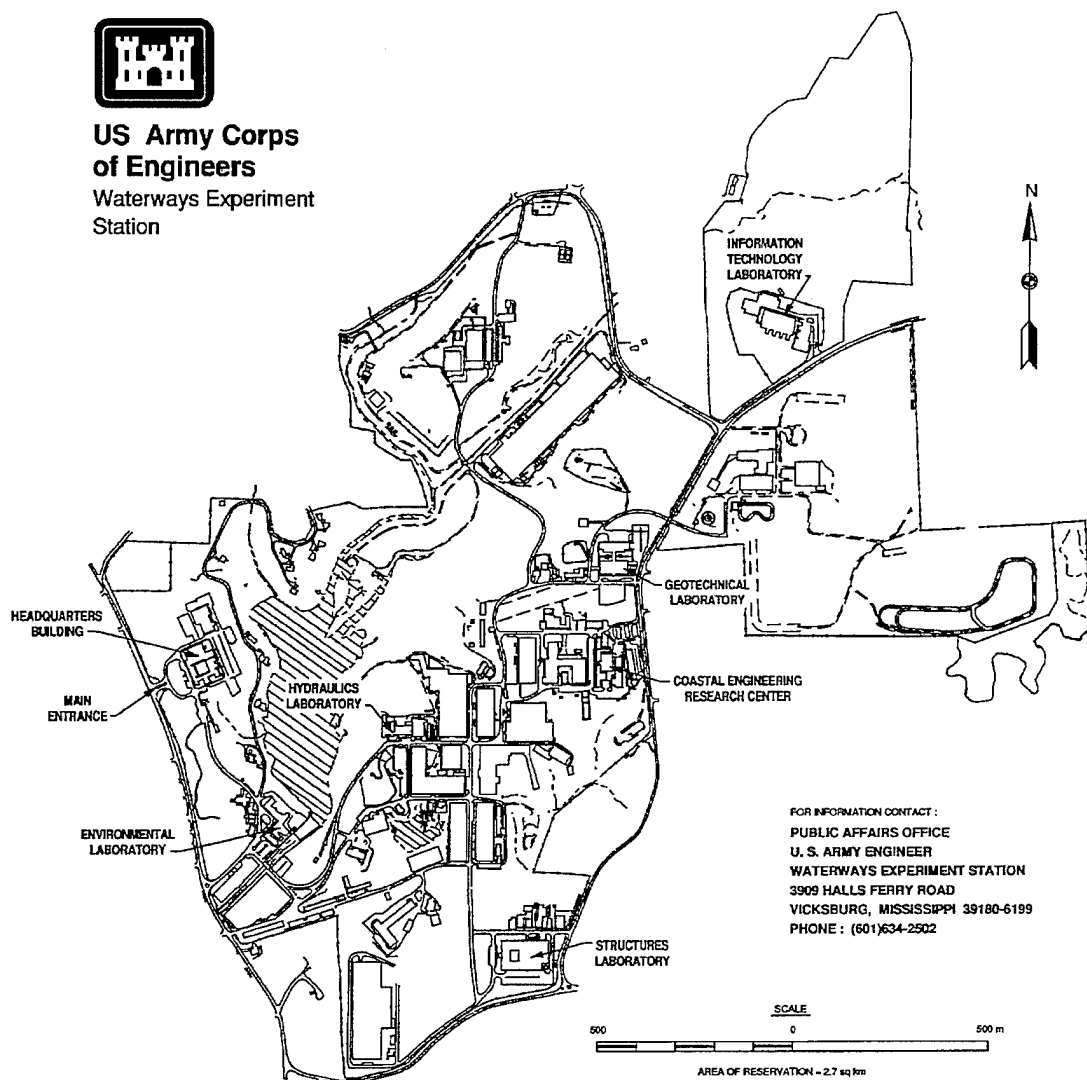 US Army Corps
of Engineers
Waterways Experiment
Station
N
INFORMATION
TECHNOLOGY
LABORATORY
GEOTECHNICAL
LABORATORY
HEADQUARTERS
BUILDING
MAIN
ENTRANCE
HYDRAULICS
LABORATORY
COASTAL ENGINEERING
RESEARCH CENTER
ENVIRONMENTAL
LABORATORY
FOR INFORMATION CONTACT :
PUBLIC AFFAIRS OFFICE
U. S. ARMY ENGINEER
WATERWAYS EXPERIMENT STATION
3909 HALLS FERRY ROAD
VICKSBURG, MISSISSIPPI 39180-6199
PHONE : (601)634-2502
STRUCTURES
LABORATORY
SCALE
500 0 500 m
AREA OF RESERVATION - 2.7 sq km